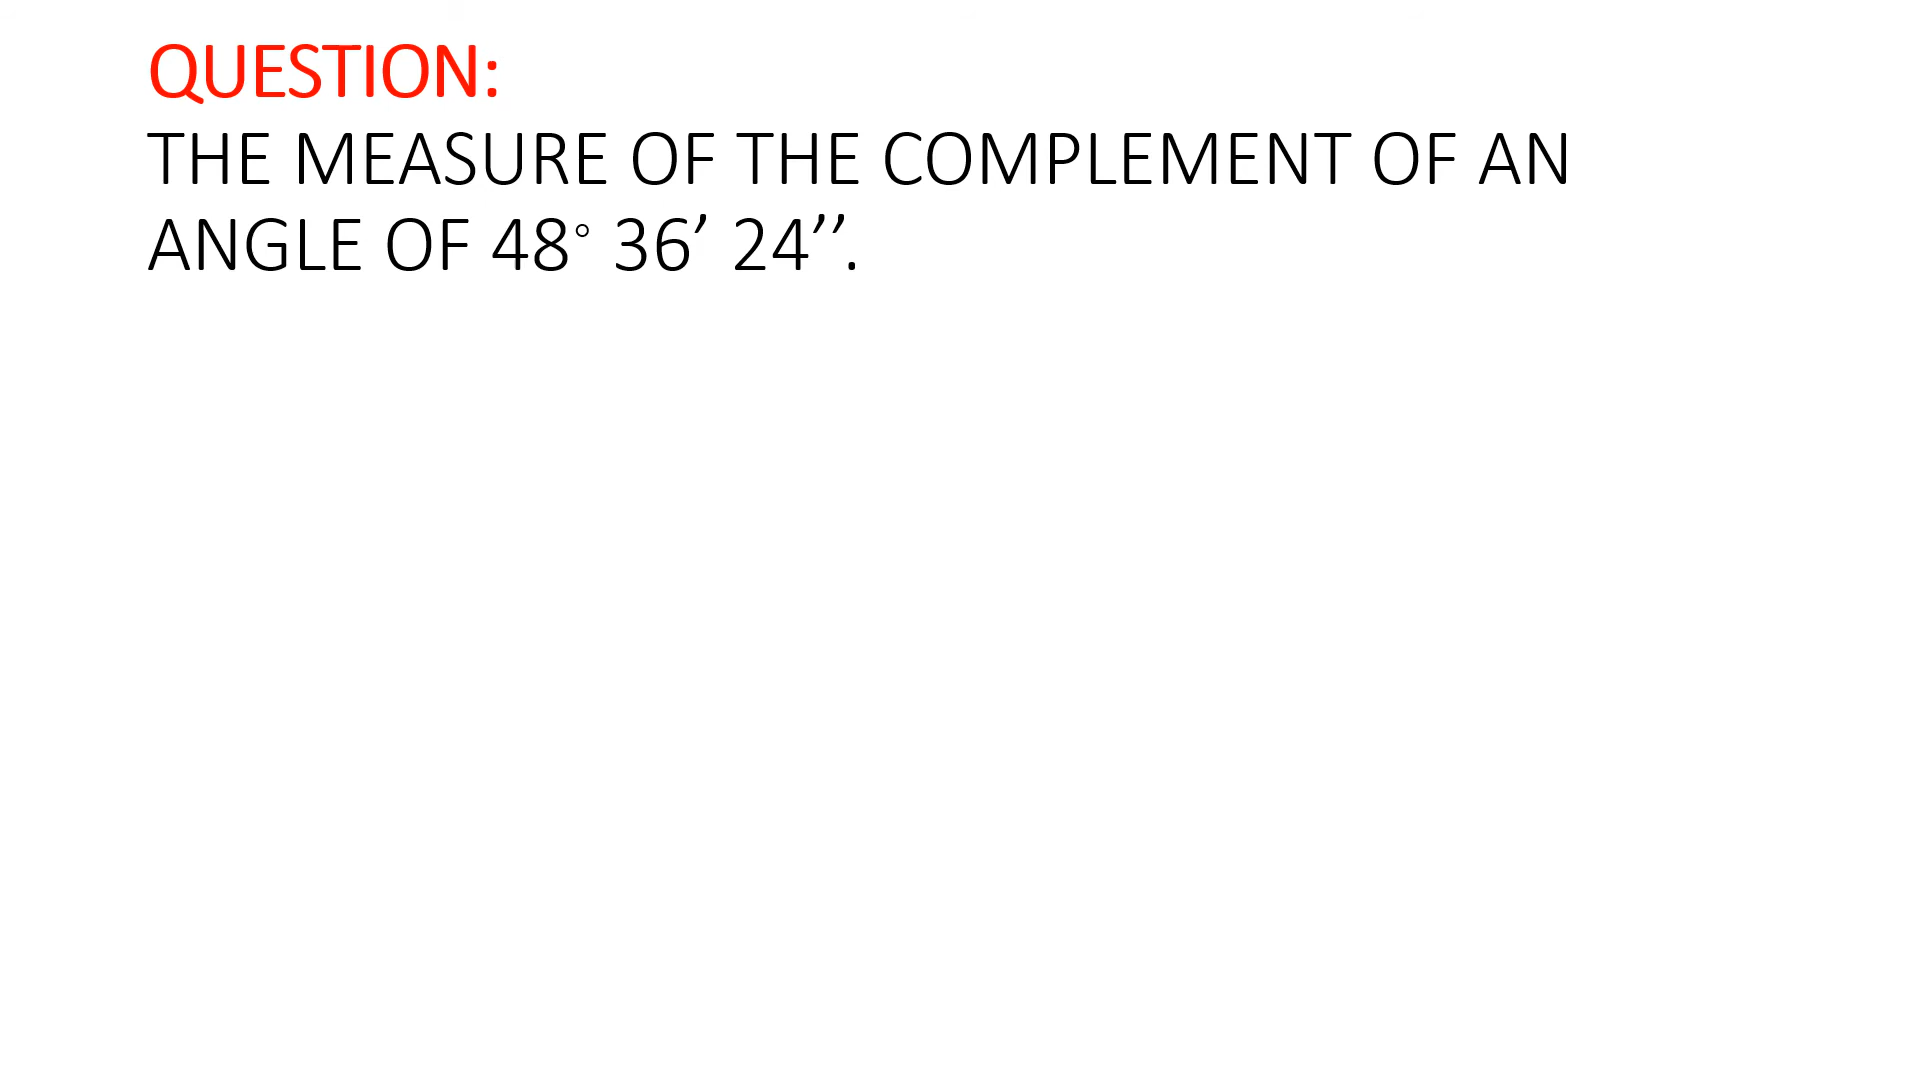 QUESTION:
THE MEASURE OF THE COMPLEMENT OF AN
ANGLE OF 48° 36’ 24’’.